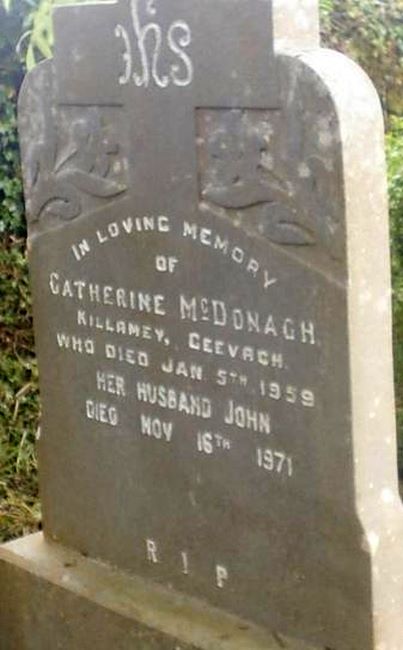 IHS
IN LOVING MEMORY
OF
CATHERINE McDONAGH
KILLAMEY, GEEVAGH.
WHO DIED JAN 5TH 1959
HER HUSBAND JOHN
DIED NOV 16TH 1971
R I P